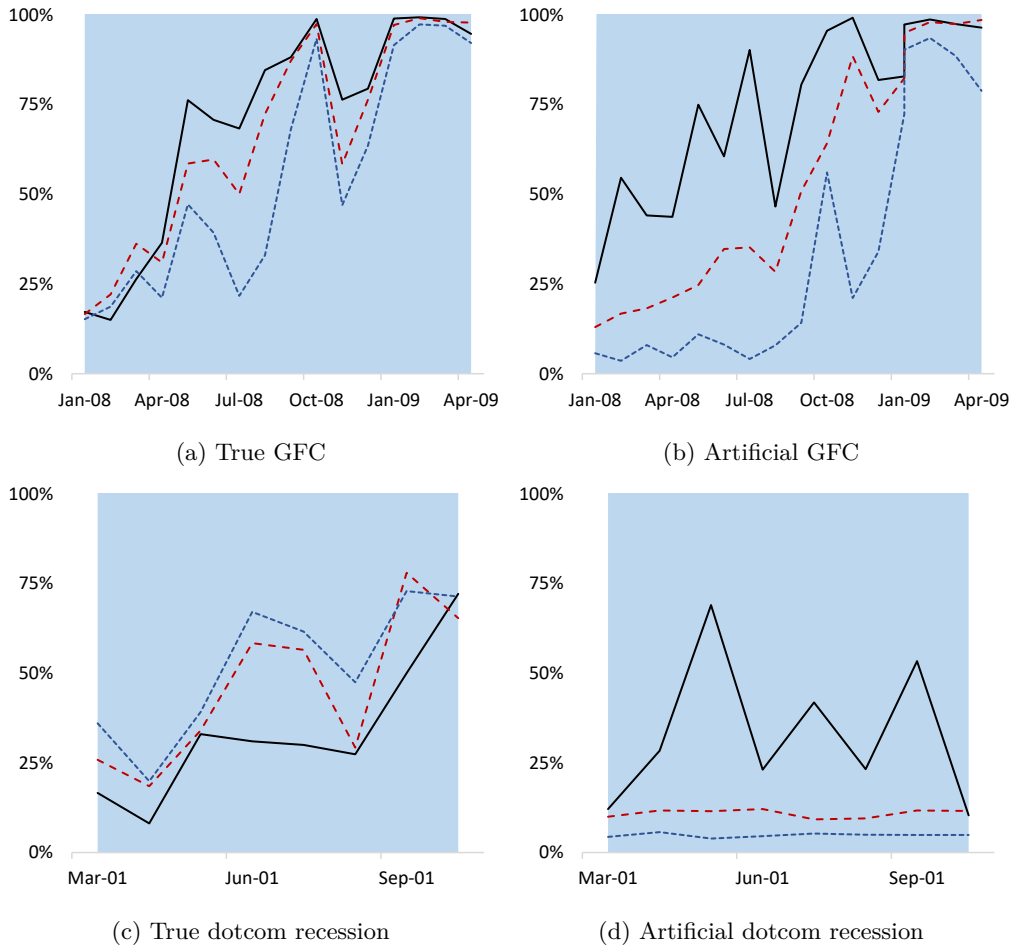 100%
75%
50%
25%
0%
Jan-08 Apr-08 Jul-08 Oct-08 Jan-09 Apr-09
(a) True GFC
100%
75%
50%
25%
0%
Jan-08 Apr-08 Jul-08 Oct-08 Jan-09 Apr-09
(b) Artificial GFC
100%
75%
50%
25%
0%
Mar-01 Jun-01 Sep-01
(c) True dotcom recession
100%
75%
50%
25%
0%
Mar-01 Jun-01 Sep-01
(d) Artificial dotcom recession